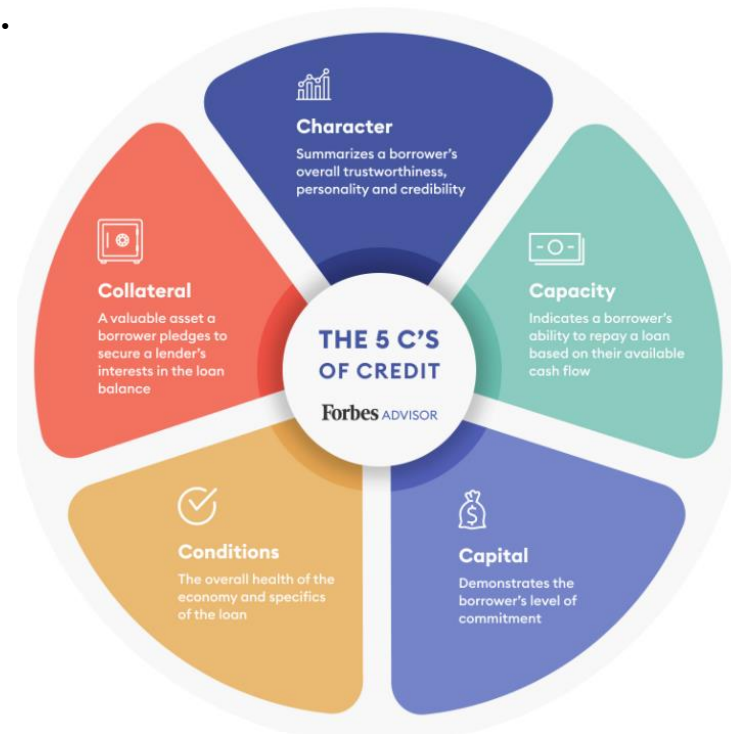 •
Character
Summarizes a borrower's
overall trustworthiness,
personality and credibility
Capacity
Indicates a borrower's
ability to repay a loan
based on their available
cash flow
Capital
Demonstrates the
borrower's level of
commitment
Conditions
The overall health of the
economy and specifics
of the loan
Collateral
A valuable asset a
borrower pledges to
secure a lender's
interests in the loan
balance
THE 5 C'S
OF CREDIT
Forbes ADVISOR